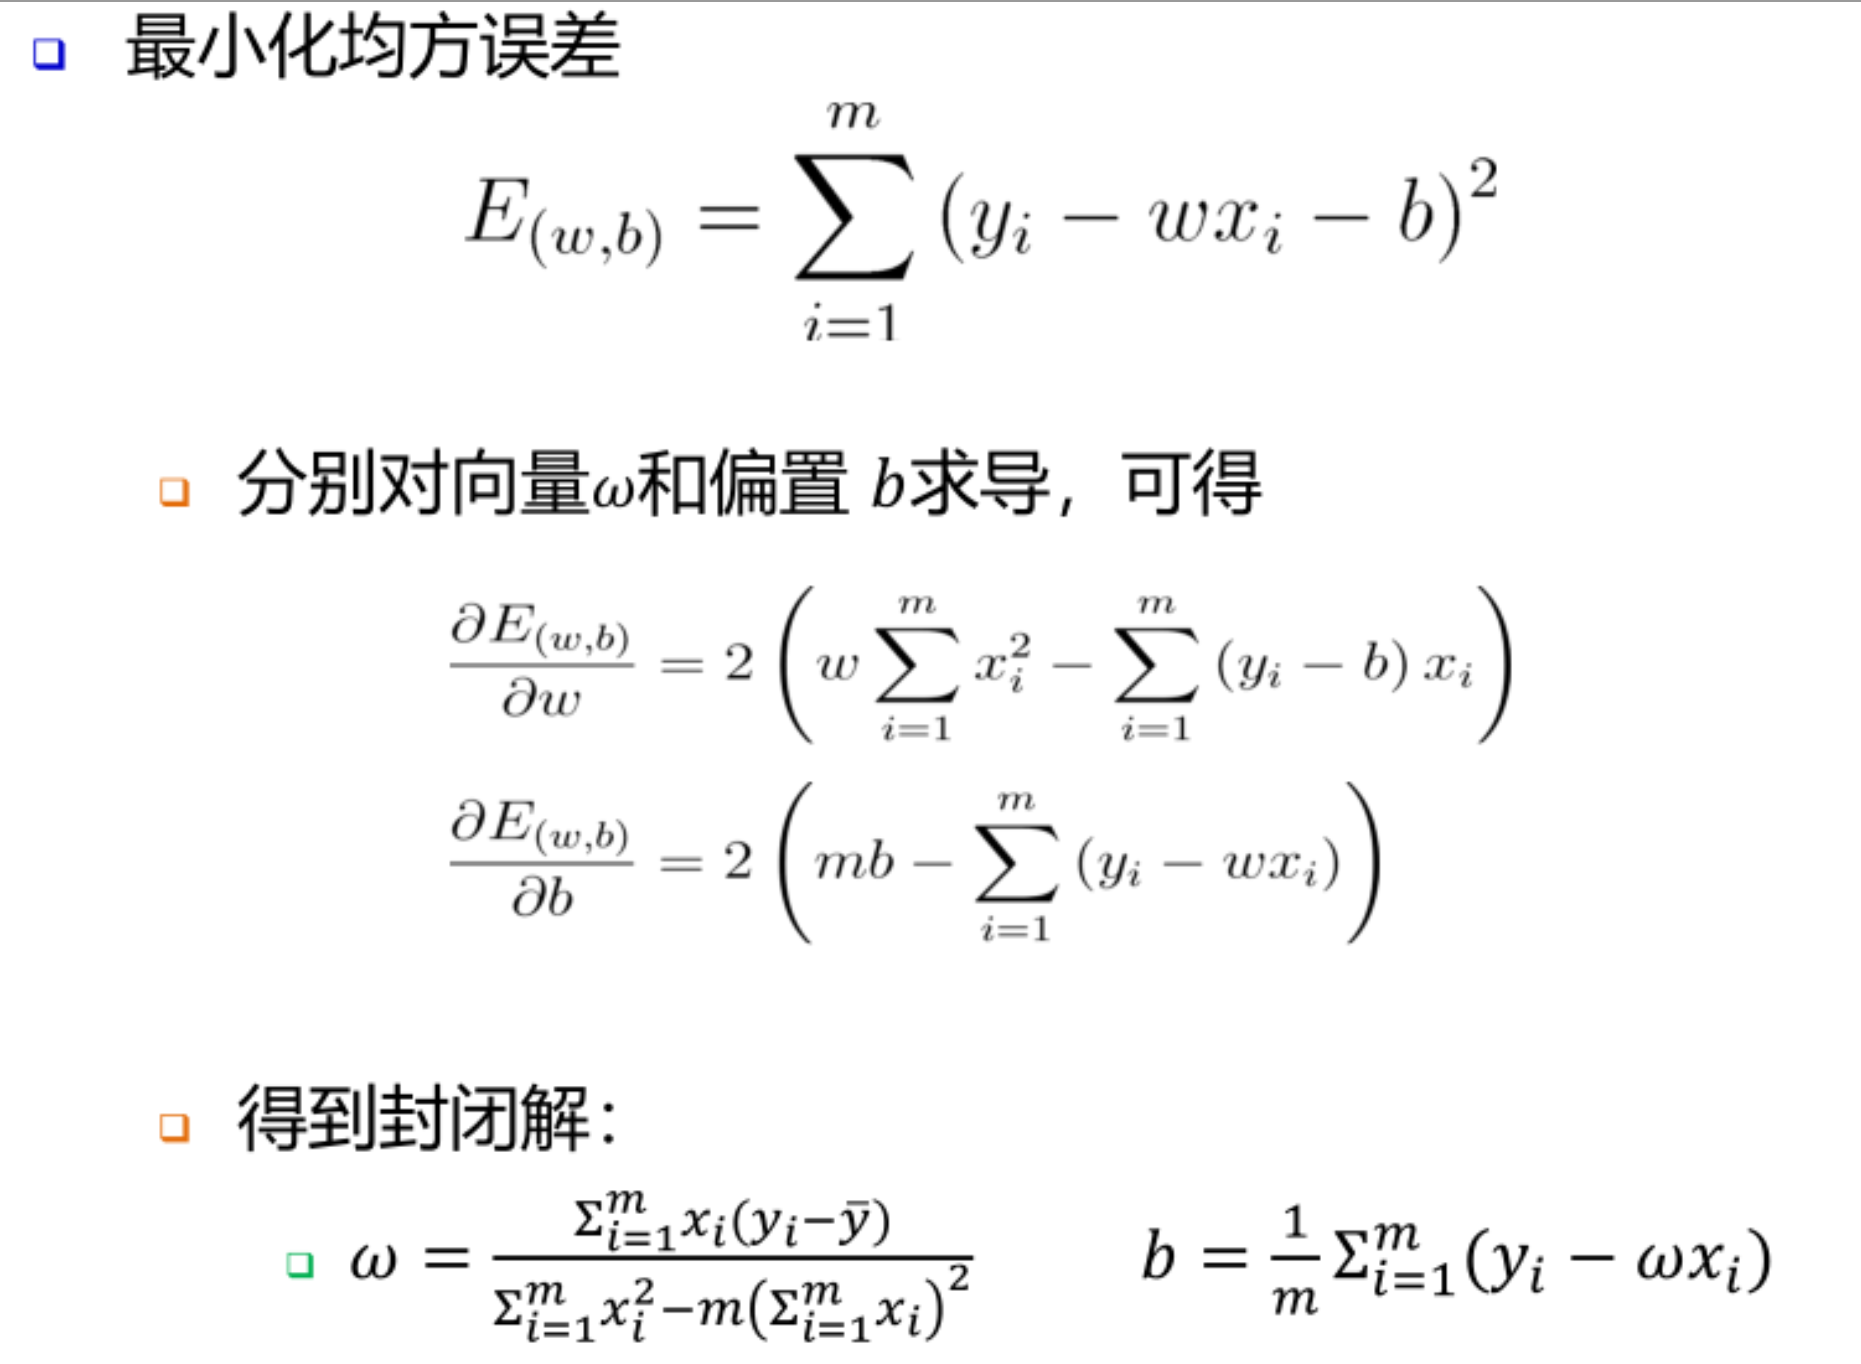 最小化均方误差
$E_{(w,b)} = \sum_{i=1}^{m} (y_i - wx_i - b)^2$
分别对向量ω和偏置 b求导，可得
$\frac{\partial E_{(w,b)}}{\partial w} = 2\left(w\sum_{i=1}^{m} x_i^2 - \sum_{i=1}^{m} (y_i - b) x_i\right)$
$\frac{\partial E_{(w,b)}}{\partial b} = 2\left(mb - \sum_{i=1}^{m} (y_i - wx_i)\right)$
得到封闭解：
$\omega = \frac{\Sigma_{i=1}^{m} x_i(y_i - \bar{y})}{\Sigma_{i=1}^{m} x_i^2 - m(\Sigma_{i=1}^{m} x_i)^2}$ $b = \frac{1}{m}\Sigma_{i=1}^{m}(y_i - \omega x_i)$